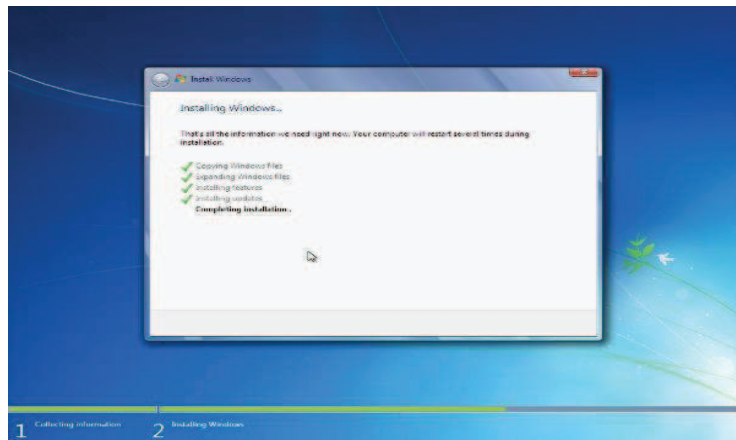 Install Windows
Installing Windows...
That's all the information we need right now. Your computer will restart several times during
installation.
Copying Windows files
Expanding Windows files
Installing features
Installing updates
Completing installation..
1 Collecting information
2 Installing Windows